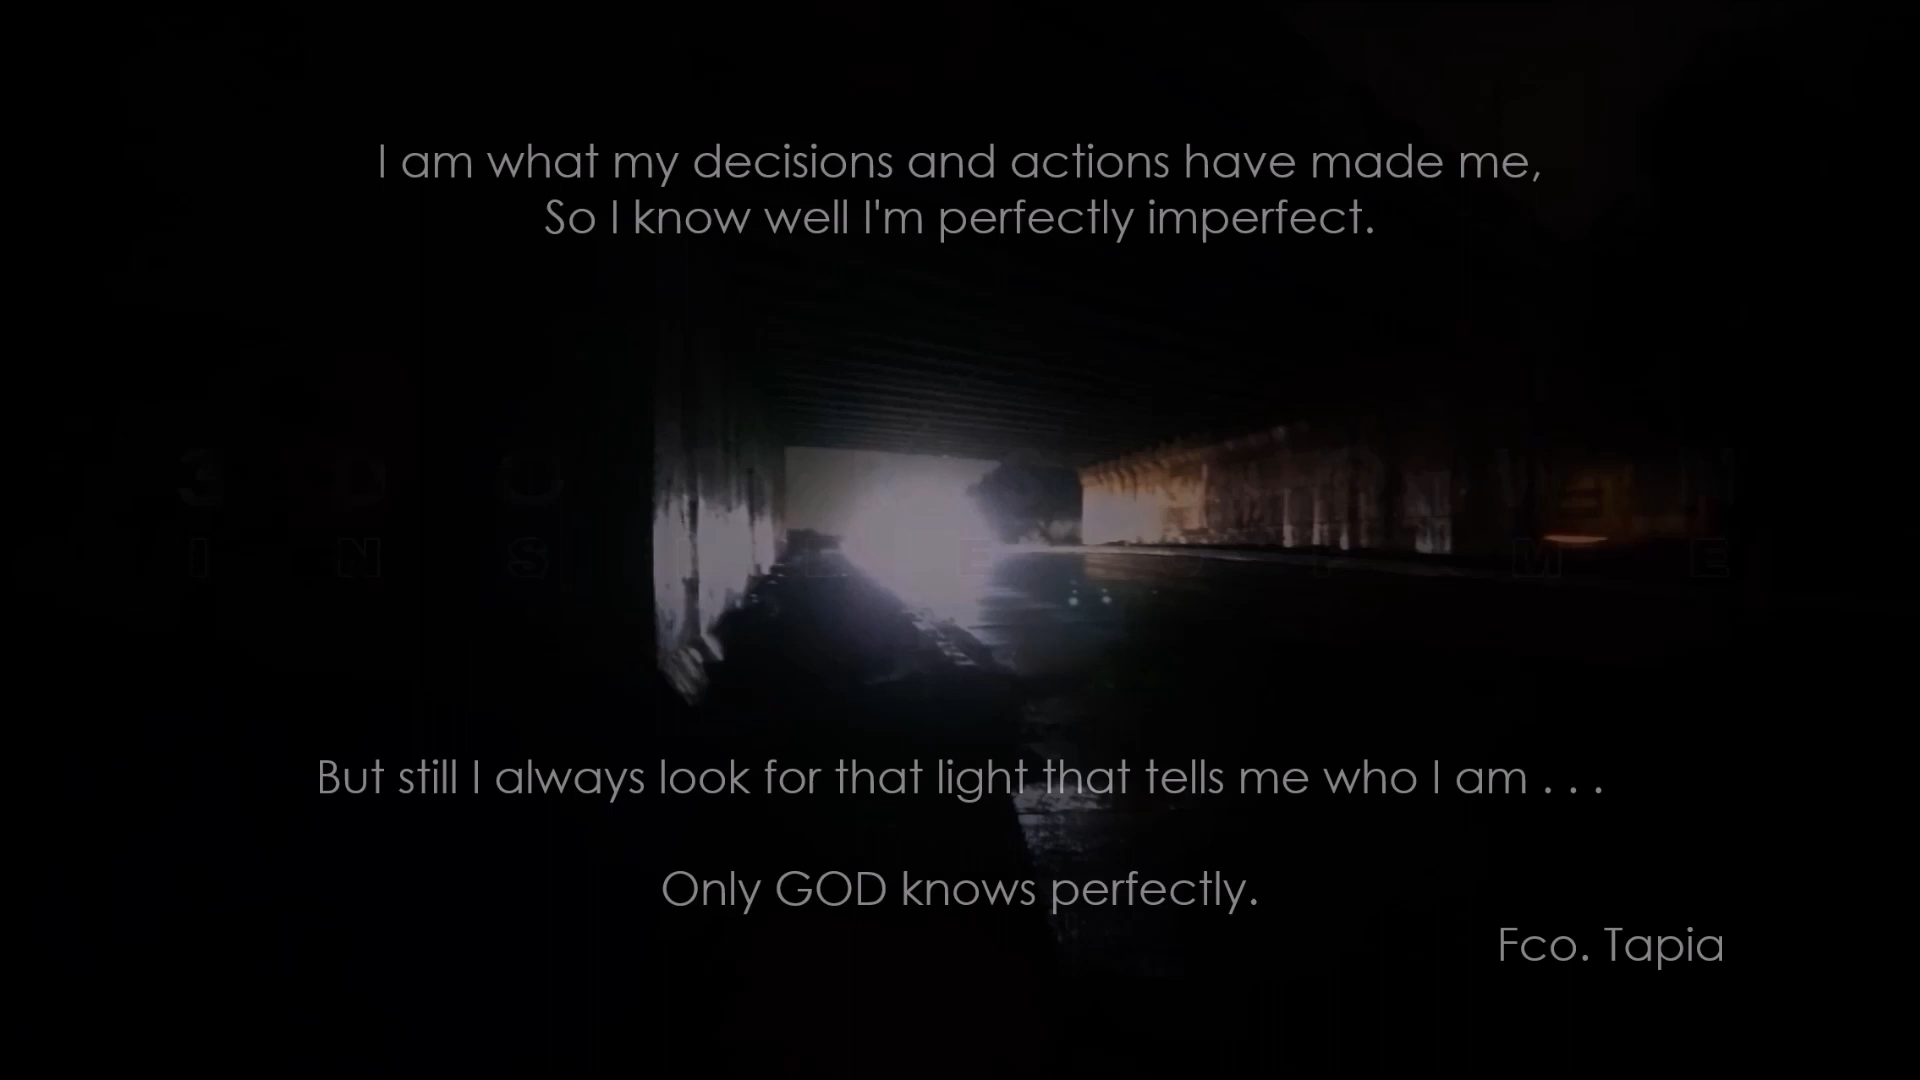 I am what my decisions and actions have made me,
So I know well I'm perfectly imperfect.
But still I always look for that light that tells me who I am . . .
Only GOD knows perfectly.
Fco. Tapia